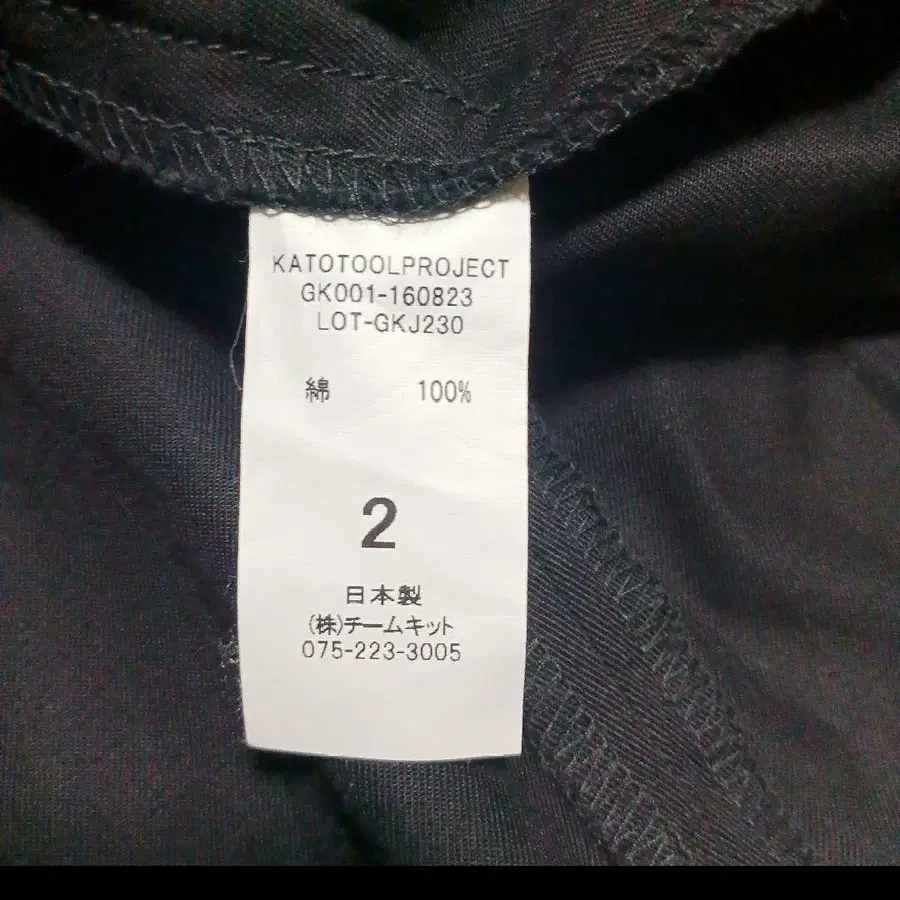 KATOTOOLPROJECT
GK001-160823
LOT-GKJ230
綿 100%
2
日本製
(株)チームキット
075-223-3005